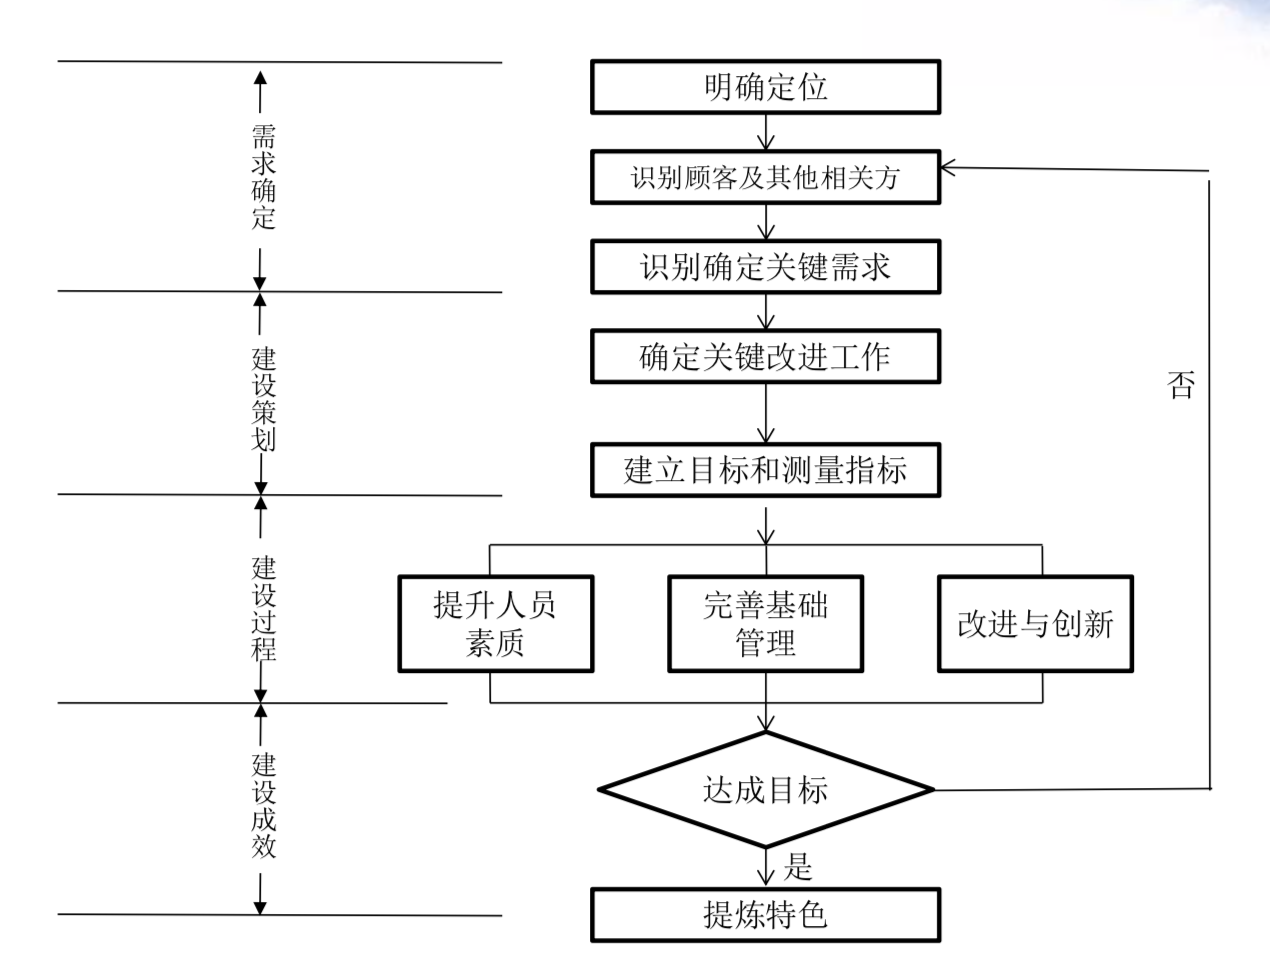 明确定位
识别顾客及其他相关方
需求确定
识别确定关键需求
确定关键改进工作
否
建设策划
建立目标和测量指标
建设过程
提升人员
素质
完善基础
管理
改进与创新
建设成效
达成目标
是
提炼特色